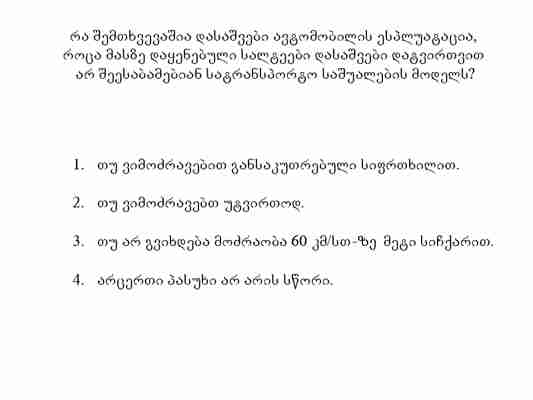 რა შემთხვევაშია დასაშვები ავტომობილის ესპლუატაცია,
როცა მასზე დაყენებული სალტეები დასაშვები დატვირთვით
არ შეესაბამებიან სატრანსპორტო საშუალების მოდელს?
1. თუ ვიმოძრავებით განსაკუთრებული სიფრთხილით.
2. თუ ვიმოძრავებთ უტვირთოდ.
3. თუ არ გვიხდება მოძრაობა 60 კმ/სთ-ზე მეტი სიჩქარით.
4. არცერთი პასუხი არ არის სწორი.